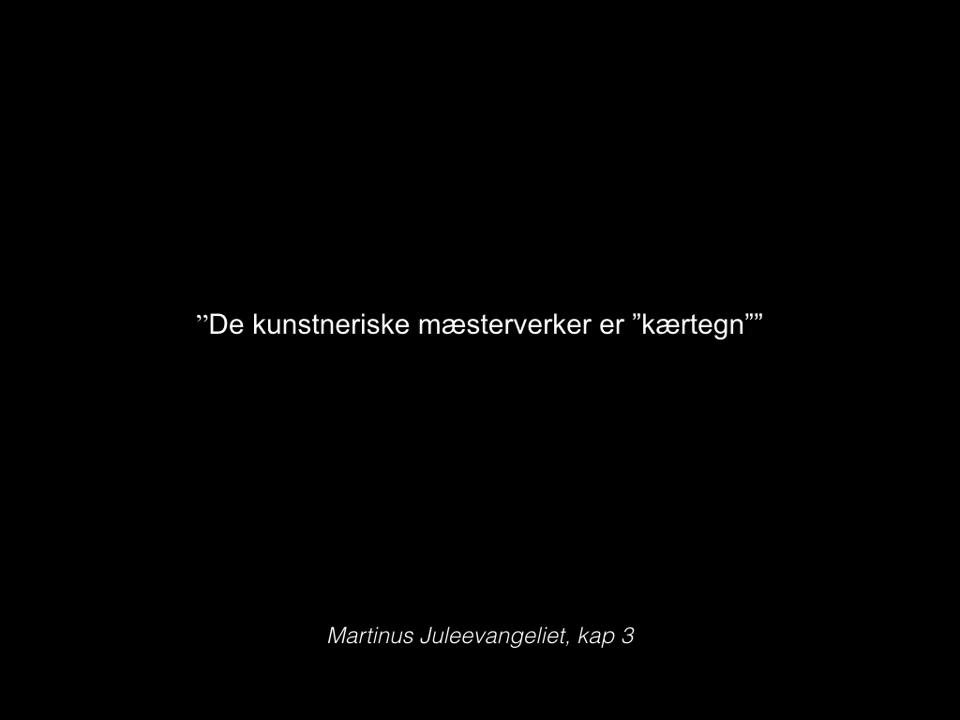 ”De kunstneriske mæsterverker er ”kærtegn””
Martinus Juleevangeliet, kap 3